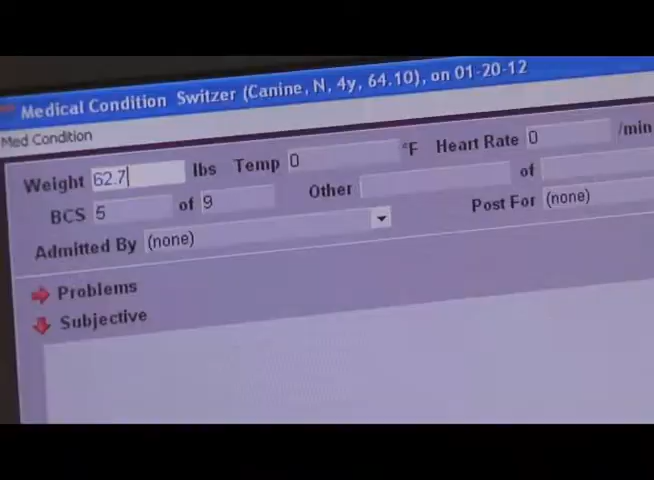 Medical Condition Switzer (Canine, N, 4y, 64.10), on 01-20-12
Med Condition
Weight 62.7 lbs Temp 0 °F Heart Rate 0 /min
BCS 5 of 9 Other of
Admitted By (none) Post For (none)
Problems
Subjective